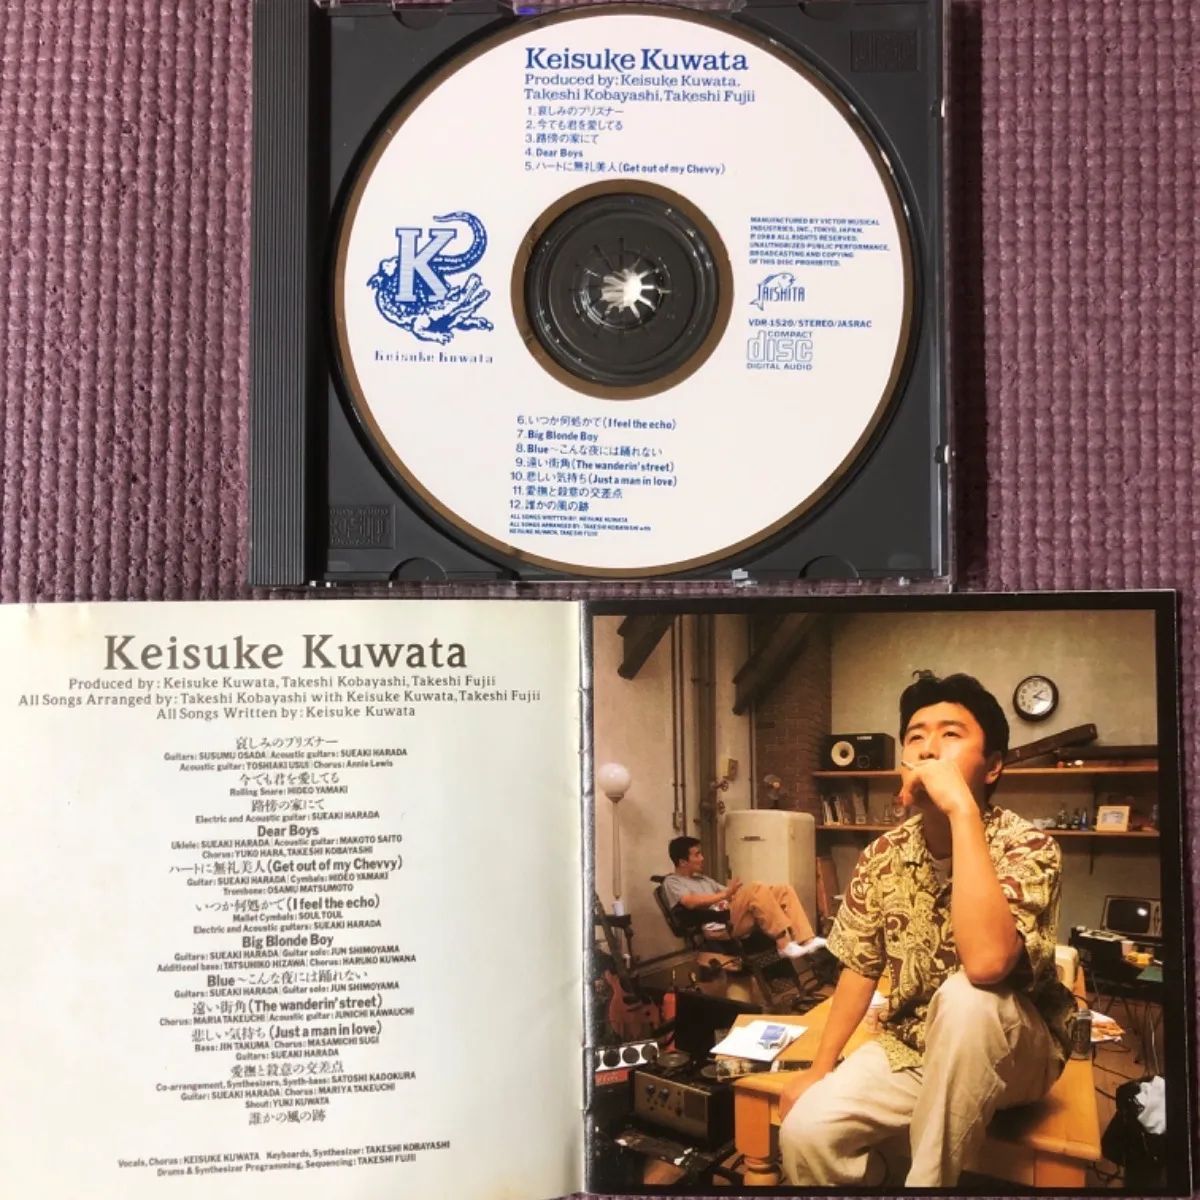 Keisuke Kuwata
Produced by: Keisuke Kuwata,
Takeshi Kobayashi, Takeshi Fujii
1. 哀しみのプリズナー
2. 今でも君を愛してる
3. 路傍の家にて
4. Dear Boys
5. ハートに無礼美人 (Get out of my Chevvy)
K
Keisuke Kuwata
MANUFACTURED BY VICTOR MUSICAL
INDUSTRIES, INC., TOKYO, JAPAN.
℗1988 ALL RIGHTS RESERVED.
UNAUTHORIZED PUBLIC PERFORMANCE,
BROADCASTING AND COPYING
OF THIS DISC PROHIBITED.
TAISHITA
VDR-1520/STEREO/JASRAC
COMPACT
disc
DIGITAL AUDIO
6. いつか何処かで (I feel the echo)
7. Big Blonde Boy
8. Blue～こんな夜には踊れない
9. 遠い街角 (The wanderin' street)
10. 悲しい気持ち (Just a man in love)
11. 愛撫と殺意の交差点
12. 誰かの風の跡
ALL SONGS WRITTEN BY: KEISUKE KUWATA
ALL SONGS ARRANGED BY: TAKESHI KOBAYASHI with
KEISUKE KUWATA, TAKESHI FUJII
Keisuke Kuwata
Produced by: Keisuke Kuwata, Takeshi Kobayashi, Takeshi Fujii
All Songs Arranged by: Takeshi Kobayashi with Keisuke Kuwata, Takeshi Fujii
All Songs Written by: Keisuke Kuwata
哀しみのプリズナー
Guitars: SUSUMU OSADA | Acoustic guitars: SUEAKI HARADA
Acoustic guitar: TOSHIAKI USUI | Chorus: Annie Lewis
今でも君を愛してる
Rolling Snare: HIDEO YAMAKI
路傍の家にて
Electric and Acoustic guitar: SUEAKI HARADA
Dear Boys
Uklele: SUEAKI HARADA | Acoustic guitar: MAKOTO SAITO
Chorus: YUKO HARA, TAKESHI KOBAYASHI
ハートに無礼美人 (Get out of my Chevvy)
Guitar: SUEAKI HARADA | Cymbals: HIDEO YAMAKI
Trombone: OSAMU MATSUMOTO
いつか何処かで (I feel the echo)
Mallet Cymbals: SOUL TOUL
Electric and Acoustic guitars: SUEAKI HARADA
Big Blonde Boy
Guitars: SUEAKI HARADA | Guitar solo: JUN SHIMOYAMA
Additional bass: TATSUHIKO HIZAWA | Chorus: HARUKO KUWANA
Blue～こんな夜には踊れない
Guitars: SUEAKI HARADA | Guitar solo: JUN SHIMOYAMA
遠い街角 (The wanderin' street)
Chorus: MARIA TAKEUCHI | Acoustic guitar: JUNICHI KAWAUCHI
悲しい気持ち (Just a man in love)
Bass: JIN TAKUMA | Chorus: MASAMICHI SUGI
Guitars: SUEAKI HARADA
愛撫と殺意の交差点
Co-arrangement, Synthesizers, Synth-bass: SATOSHI KADOKURA
Guitar: SUEAKI HARADA | Chorus: MARIYA TAKEUCHI
Shout: YUKI KUWATA
誰かの風の跡
Vocals, Chorus: KEISUKE KUWATA Keyboards, Synthesizer: TAKESHI KOBAYASHI
Drums & Synthesizer Programming, Sequencing: TAKESHI FUJII